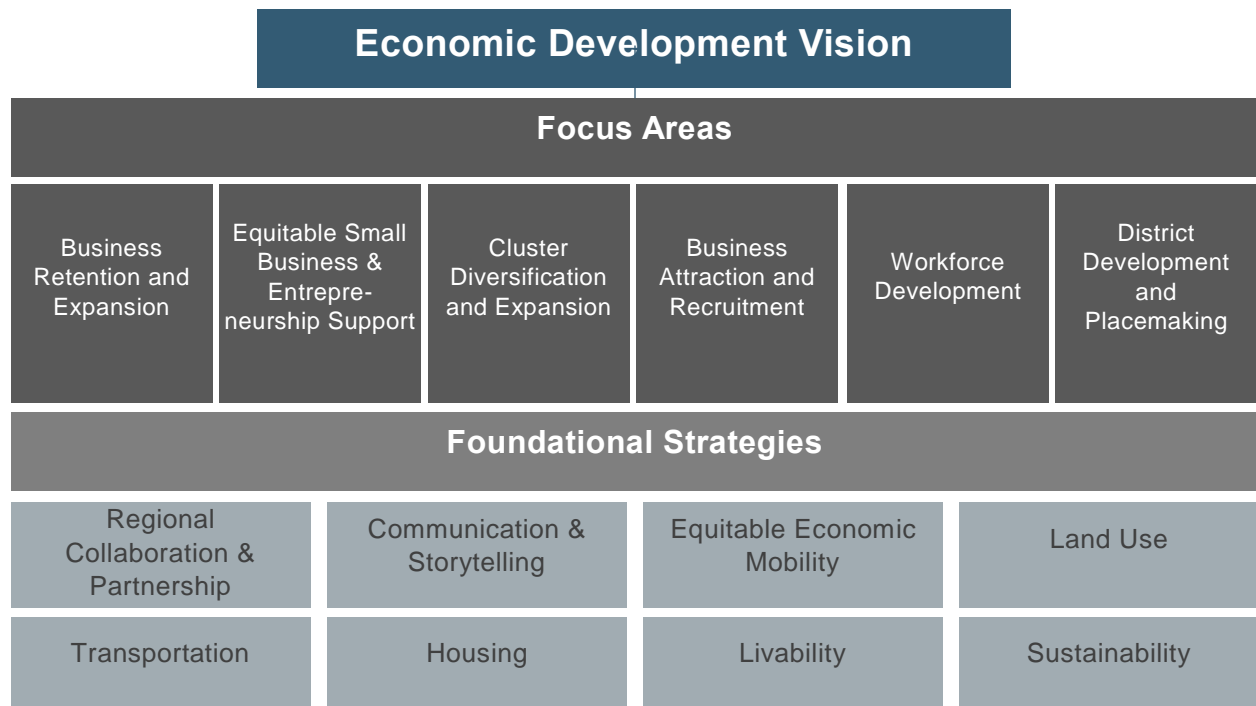 Economic Development Vision
Focus Areas
Business
Retention and
Expansion
Equitable Small
Business &
Entrepre-
neurship Support
Cluster
Diversification
and Expansion
Business
Attraction and
Recruitment
Workforce
Development
District
Development
and
Placemaking
Foundational Strategies
Regional
Collaboration &
Partnership
Communication &
Storytelling
Equitable Economic
Mobility
Land Use
Transportation
Housing
Livability
Sustainability